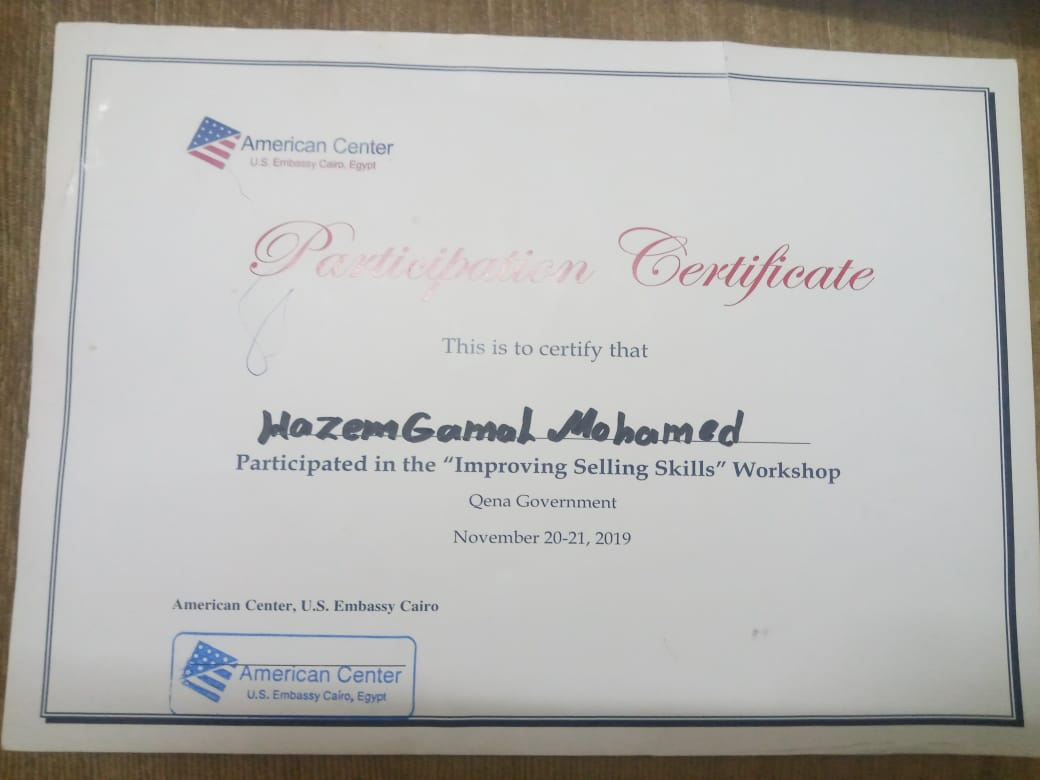 American Center
U.S. Embassy Cairo, Egypt
Participation Certificate
This is to certify that
Hazem Gamal Mohamed
Participated in the “Improving Selling Skills” Workshop
Qena Government
November 20-21, 2019
American Center, U.S. Embassy Cairo
American Center
U.S. Embassy Cairo, Egypt